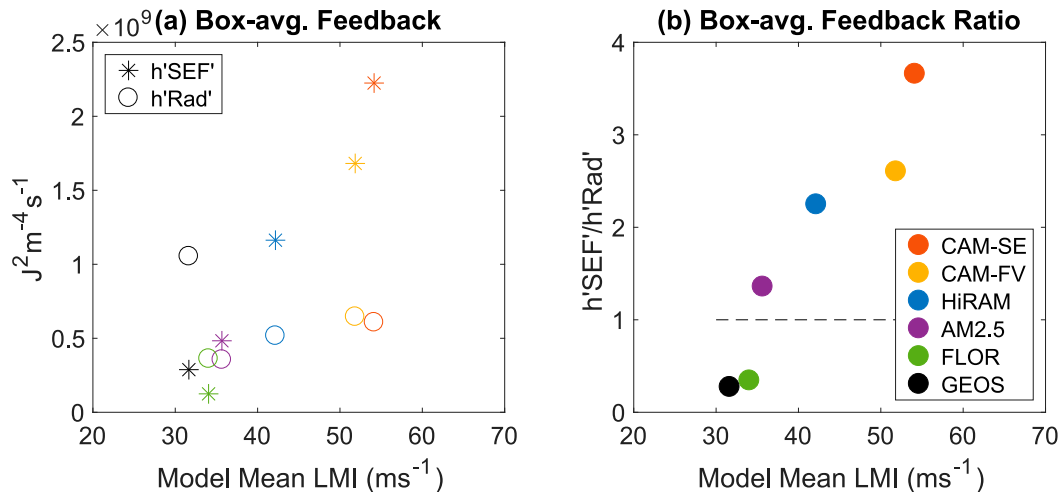 (a) Box-avg. Feedback
×10^9
2.5
2
1.5
1
0.5
0
J^2m^-4s^-1
h'SEF'
h'Rad'
20 30 40 50 60 70
Model Mean LMI (ms^-1)
(b) Box-avg. Feedback Ratio
4
3
2
1
0
h'SEF'/h'Rad'
CAM-SE
CAM-FV
HiRAM
AM2.5
FLOR
GEOS
20 30 40 50 60 70
Model Mean LMI (ms^-1)